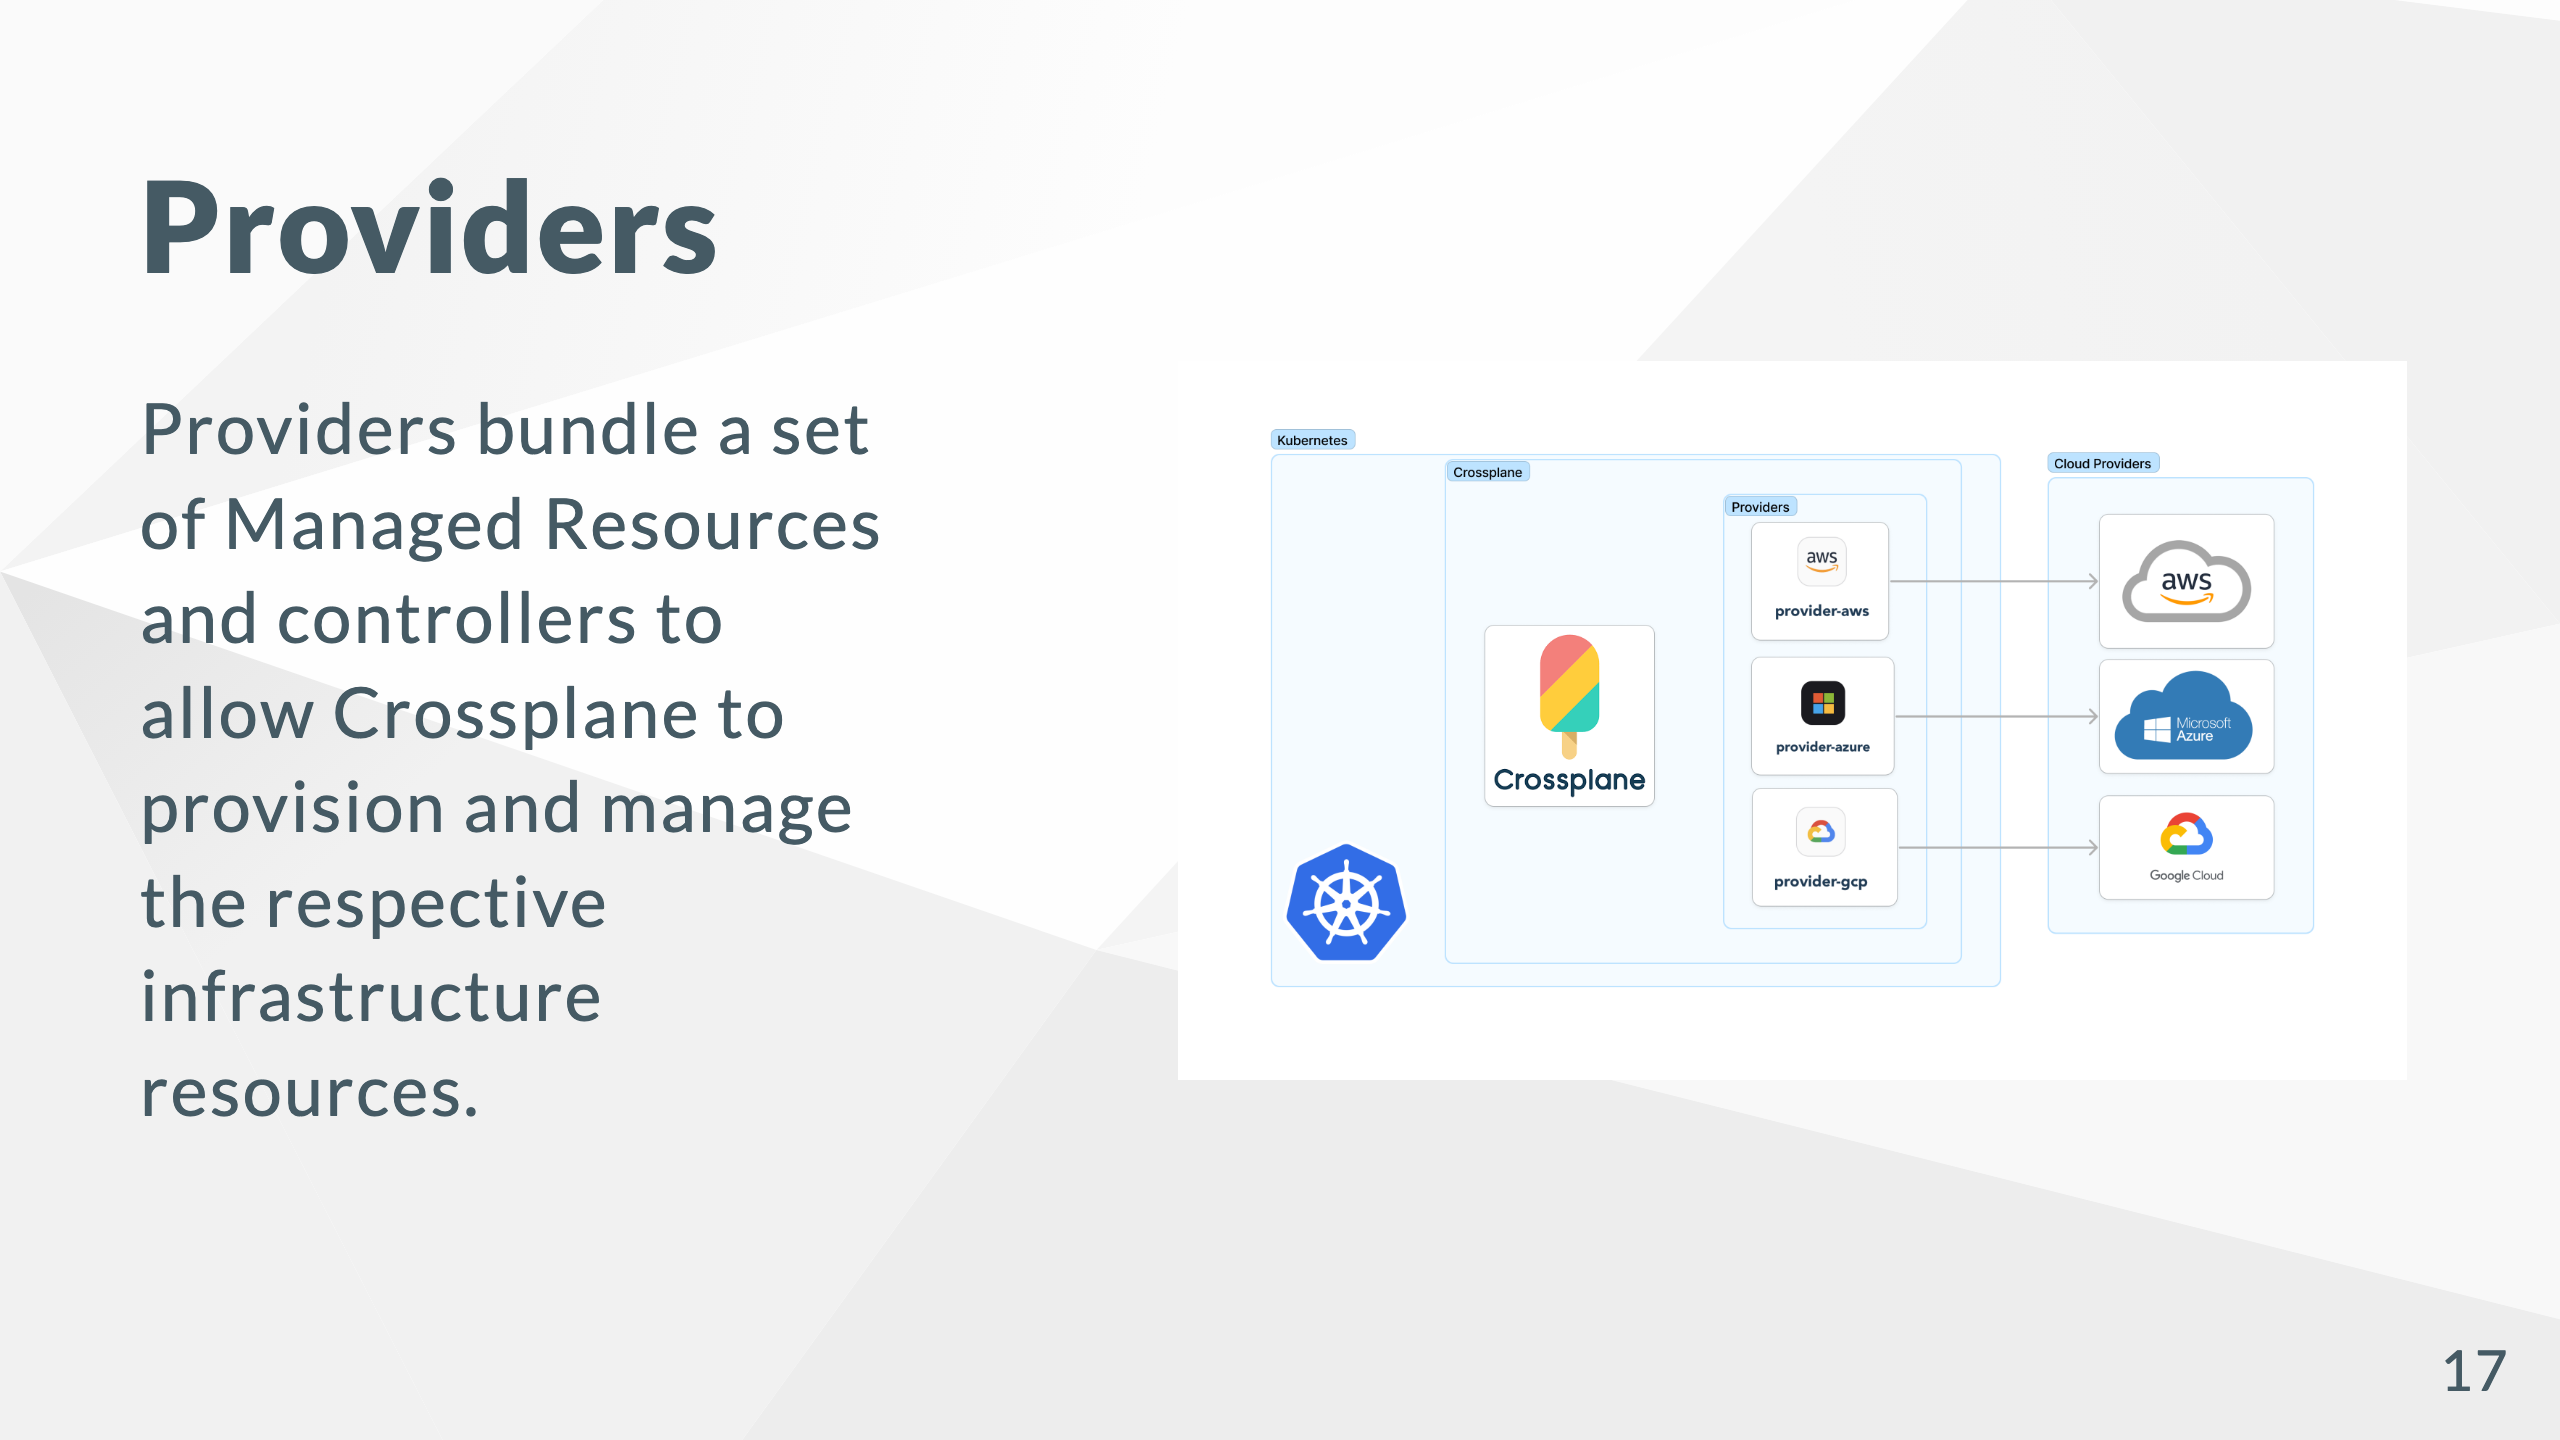 Providers
Providers bundle a set
of Managed Resources
and controllers to
allow Crossplane to
provision and manage
the respective
infrastructure
resources.
Kubernetes
Crossplane
Providers
aws
provider-aws
provider-azure
provider-gcp
Crossplane
Cloud Providers
aws
Microsoft
Azure
Google Cloud
17